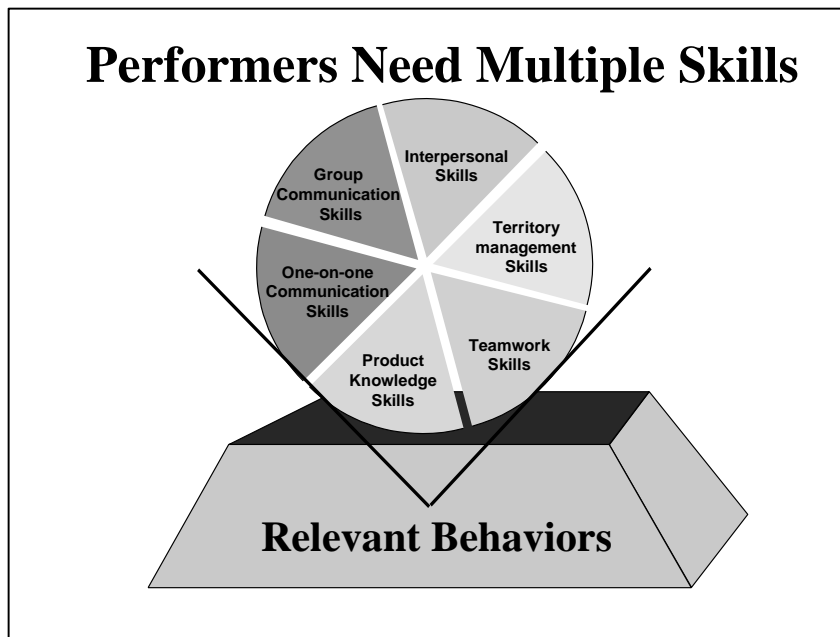 Performers Need Multiple Skills
Interpersonal
Skills
Group
Communication
Skills
Territory
management
Skills
One-on-one
Communication
Skills
Teamwork
Skills
Product
Knowledge
Skills
Relevant Behaviors